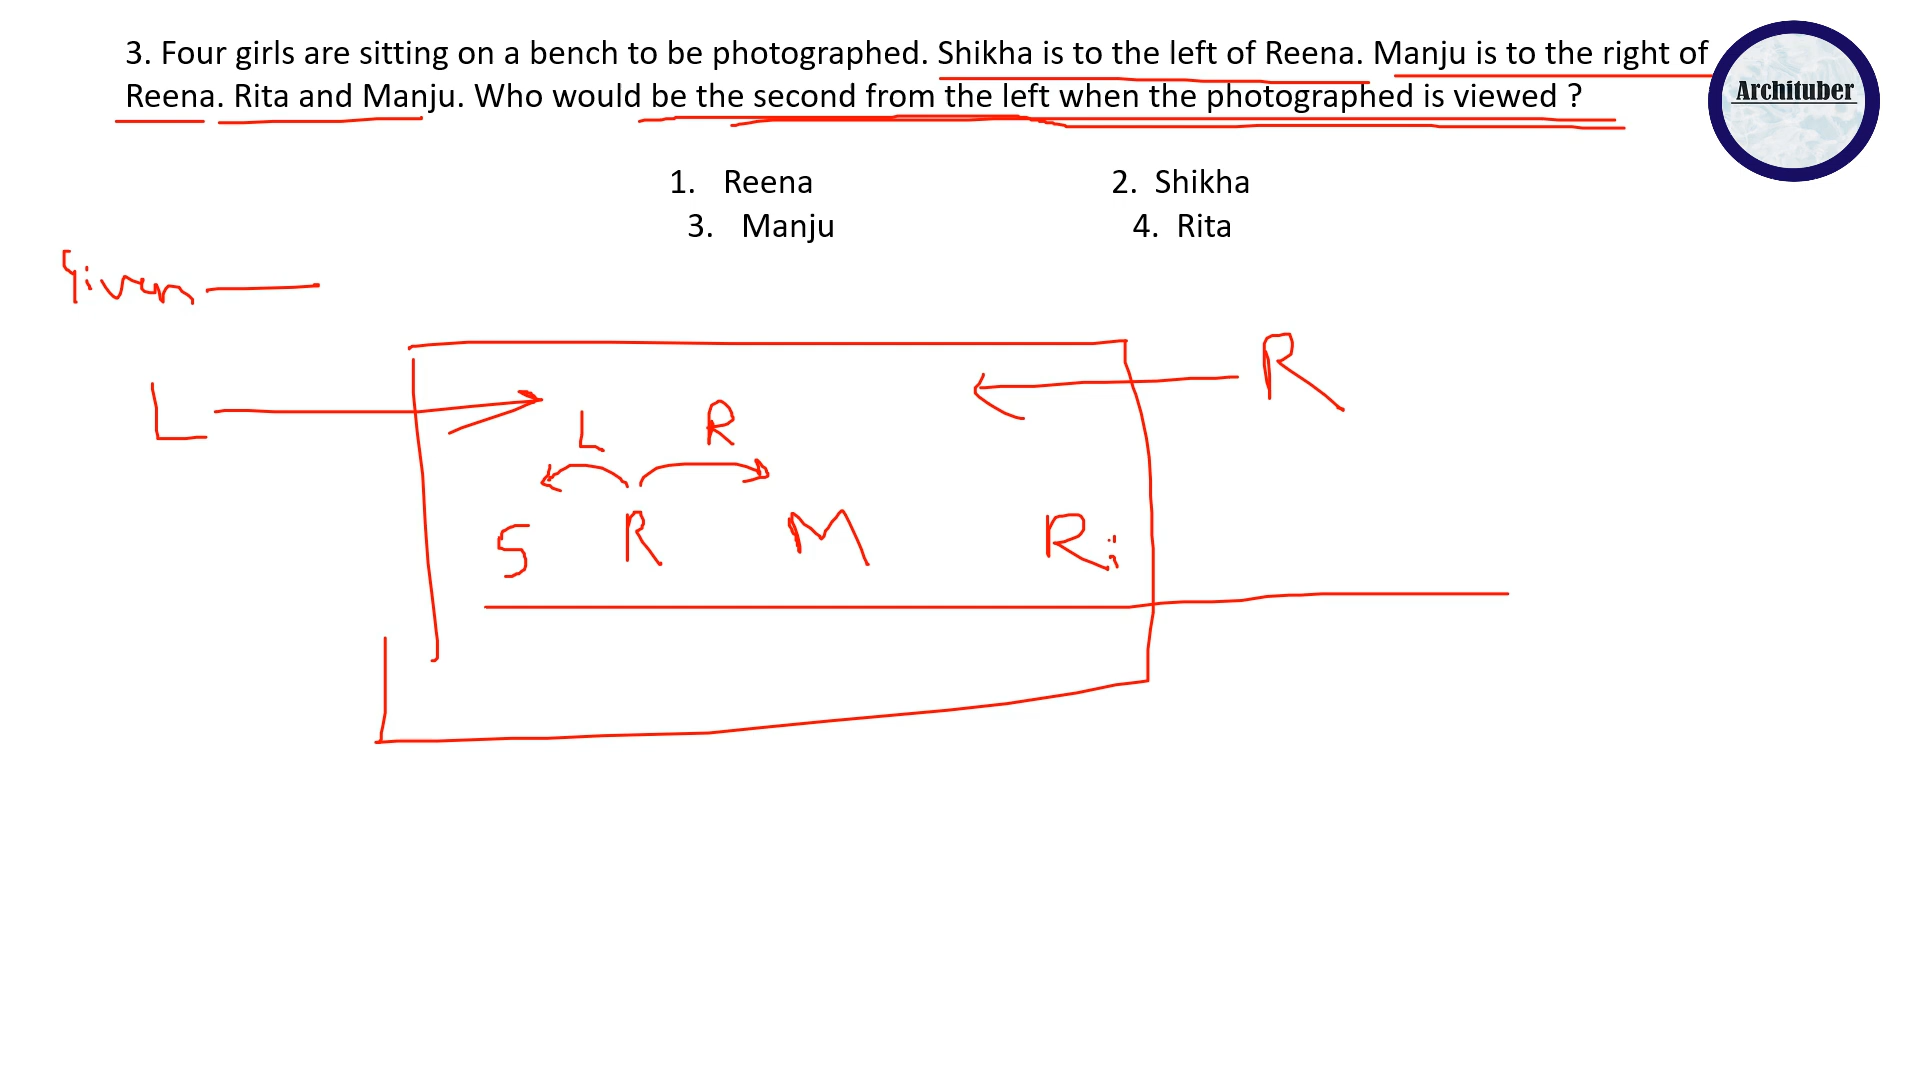 3. Four girls are sitting on a bench to be photographed. Shikha is to the left of Reena. Manju is to the right of
Reena. Rita and Manju. Who would be the second from the left when the photographed is viewed ?
Archituber
1. Reena 2. Shikha
3. Manju 4. Rita
Given
L R
L R
S R M Ri